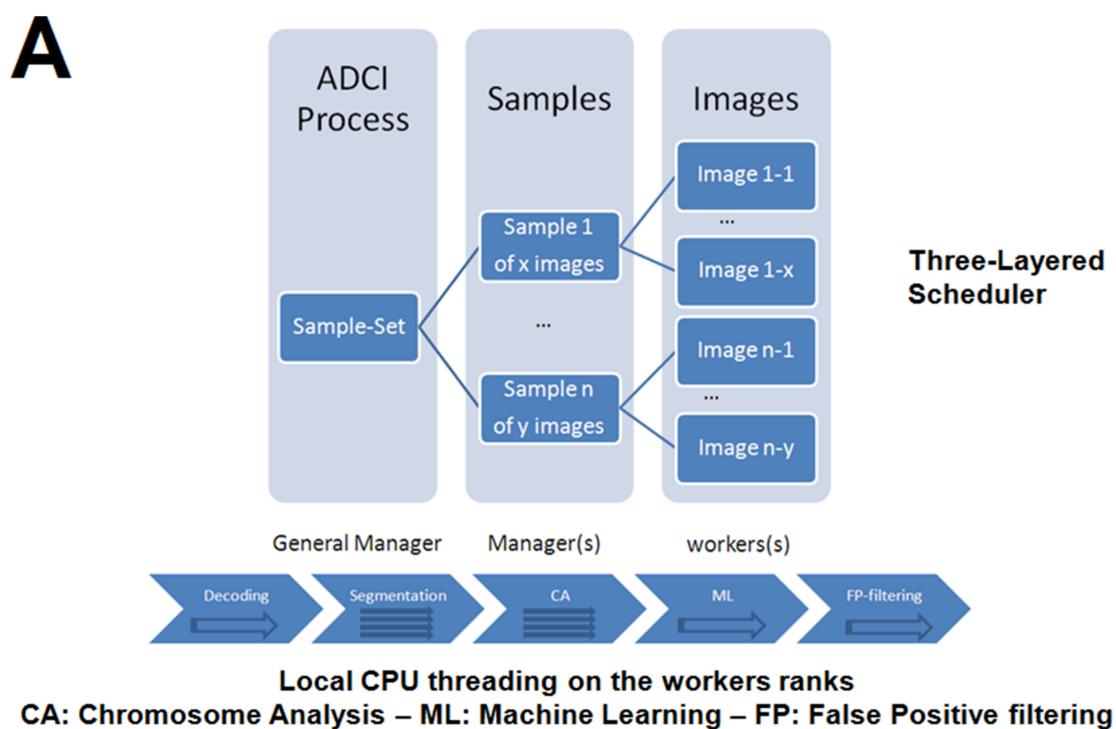 A
ADCI
Process
Samples
Images
Sample-Set
Sample 1
of x images
...
Sample n
of y images
Image 1-1
...
Image 1-x
Image n-1
...
Image n-y
Three-Layered
Scheduler
General Manager
Manager(s)
workers(s)
Decoding
Segmentation
CA
ML
FP-filtering
Local CPU threading on the workers ranks
CA: Chromosome Analysis – ML: Machine Learning – FP: False Positive filtering